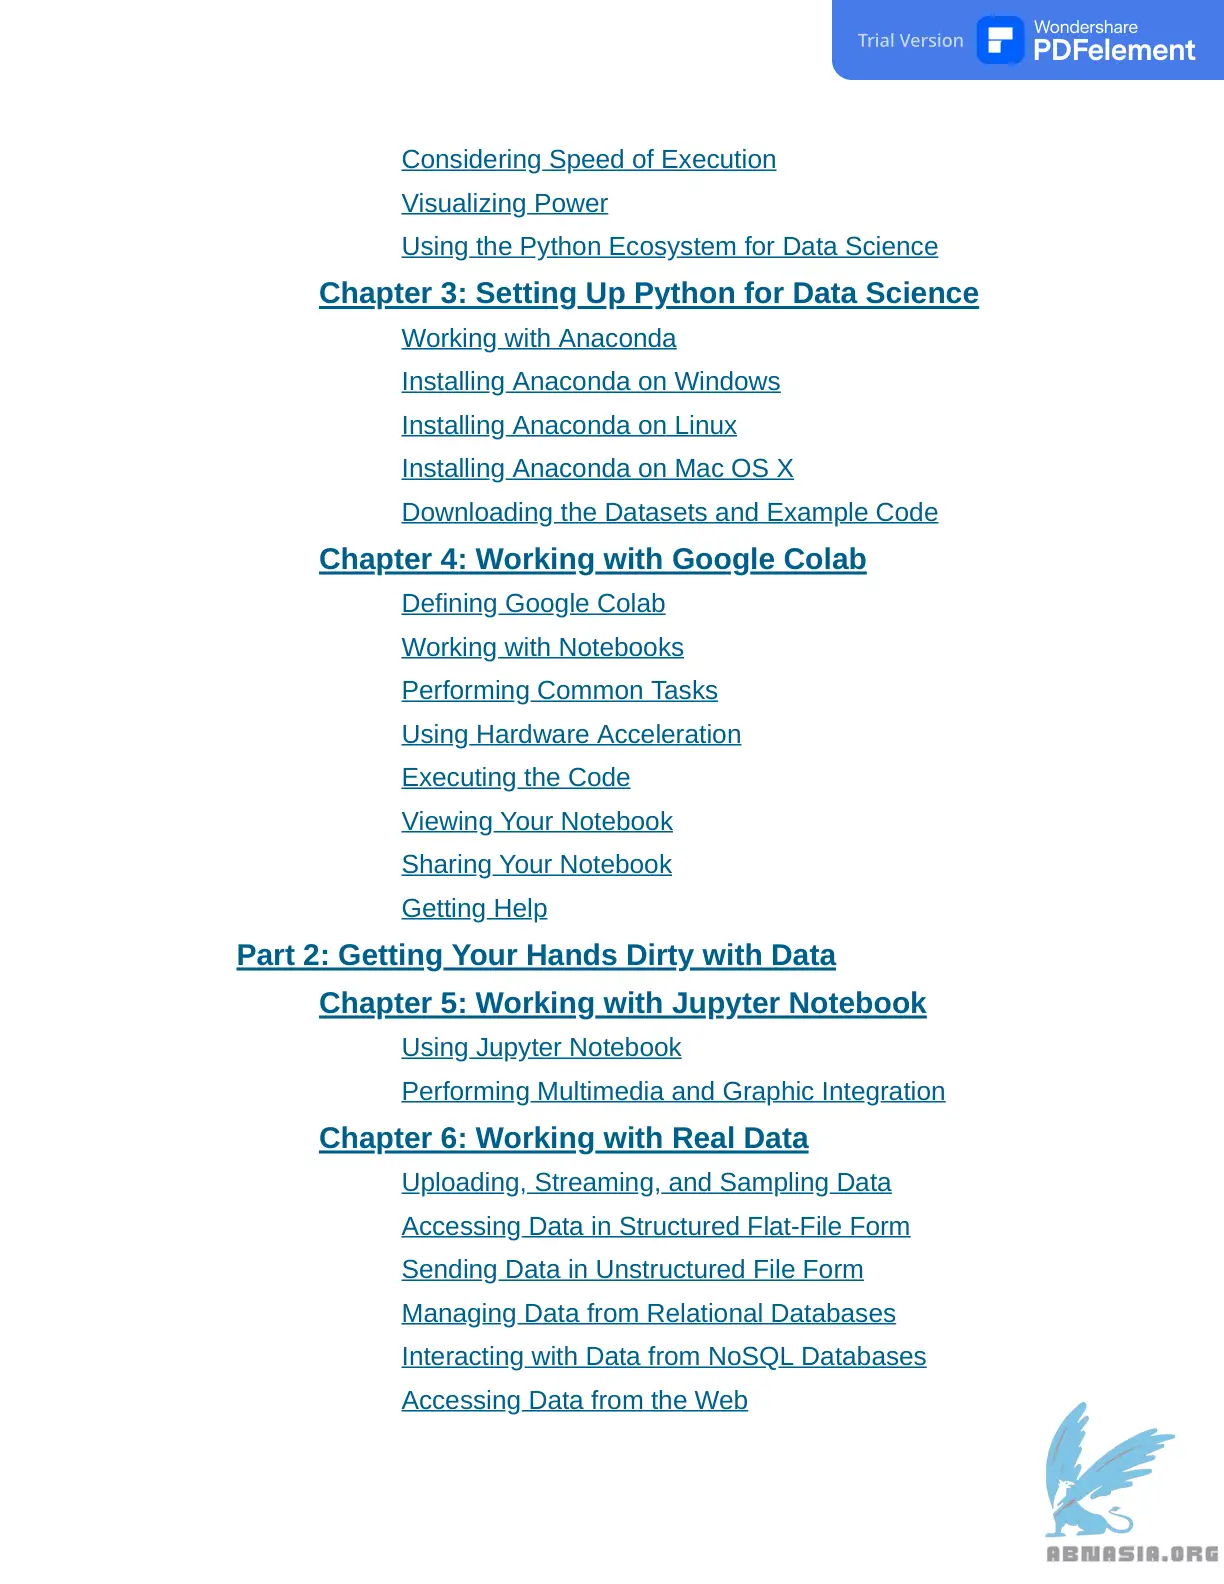 Trial Version
Wondershare
PDFelement
Considering Speed of Execution
Visualizing Power
Using the Python Ecosystem for Data Science
Chapter 3: Setting Up Python for Data Science
Working with Anaconda
Installing Anaconda on Windows
Installing Anaconda on Linux
Installing Anaconda on Mac OS X
Downloading the Datasets and Example Code
Chapter 4: Working with Google Colab
Defining Google Colab
Working with Notebooks
Performing Common Tasks
Using Hardware Acceleration
Executing the Code
Viewing Your Notebook
Sharing Your Notebook
Getting Help
Part 2: Getting Your Hands Dirty with Data
Chapter 5: Working with Jupyter Notebook
Using Jupyter Notebook
Performing Multimedia and Graphic Integration
Chapter 6: Working with Real Data
Uploading, Streaming, and Sampling Data
Accessing Data in Structured Flat-File Form
Sending Data in Unstructured File Form
Managing Data from Relational Databases
Interacting with Data from NoSQL Databases
Accessing Data from the Web
ABNASIA.ORG